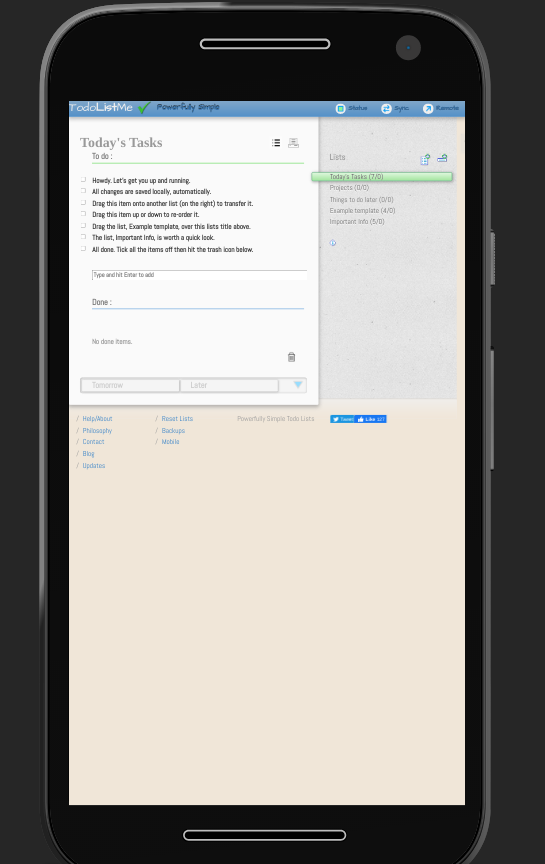 TodoListMe Powerfully Simple Status Sync Remote
Today's Tasks
To do :
Howdy. Let's get you up and running.
All changes are saved locally, automatically.
Drag this item onto another list (on the right) to transfer it.
Drag this item up or down to re-order it.
Drag the list, Example template, over this lists title above.
The list, Important Info, is worth a quick look.
All done. Tick all the items off then hit the trash icon below.
Type and hit Enter to add
Done :
No done items.
Tomorrow Later
Lists
Today's Tasks (7/0)
Projects (0/0)
Things to do later (0/0)
Example template (4/0)
Important Info (5/0)
/ Help/About / Reset Lists Powerfully Simple Todo Lists Tweet Like
/ Philosophy / Backups
/ Contact / Mobile
/ Blog
/ Updates